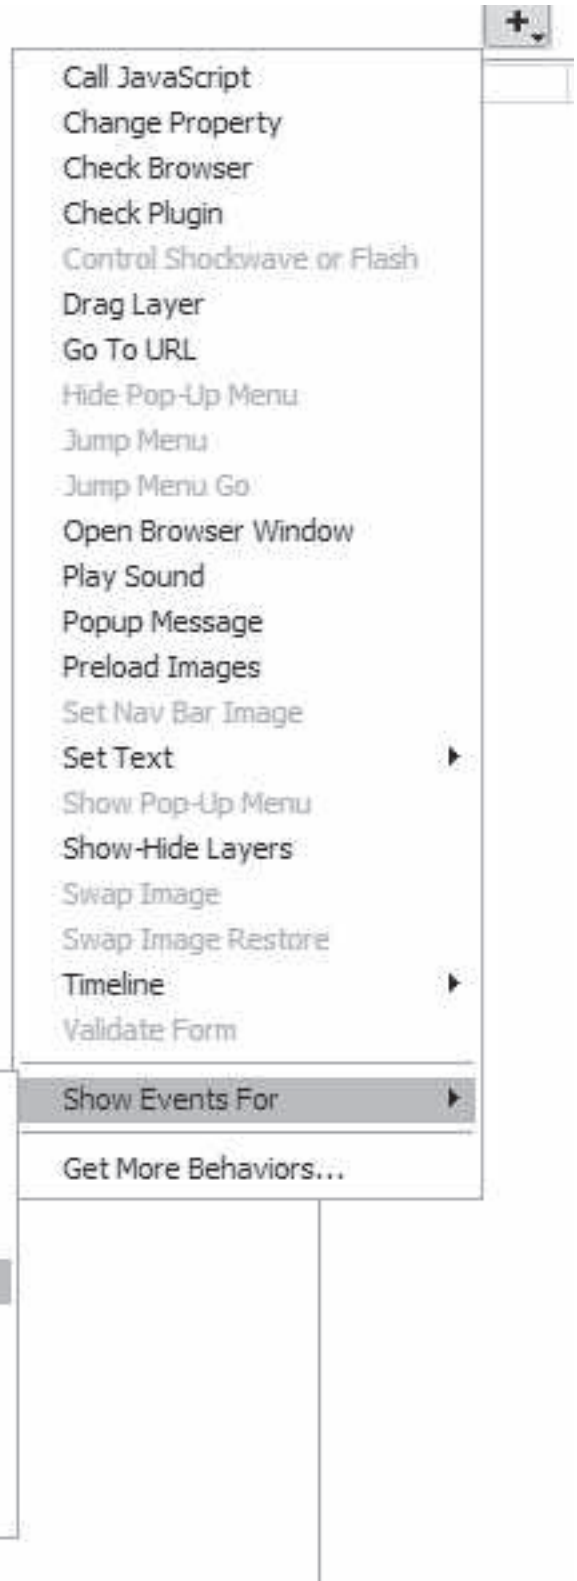 Call JavaScript
Change Property
Check Browser
Check Plugin
Control Shockwave or Flash
Drag Layer
Go To URL
Hide Pop-Up Menu
Jump Menu
Jump Menu Go
Open Browser Window
Play Sound
Popup Message
Preload Images
Set Nav Bar Image
Set Text
Show Pop-Up Menu
Show-Hide Layers
Swap Image
Swap Image Restore
Timeline
Validate Form
Show Events For
Get More Behaviors...